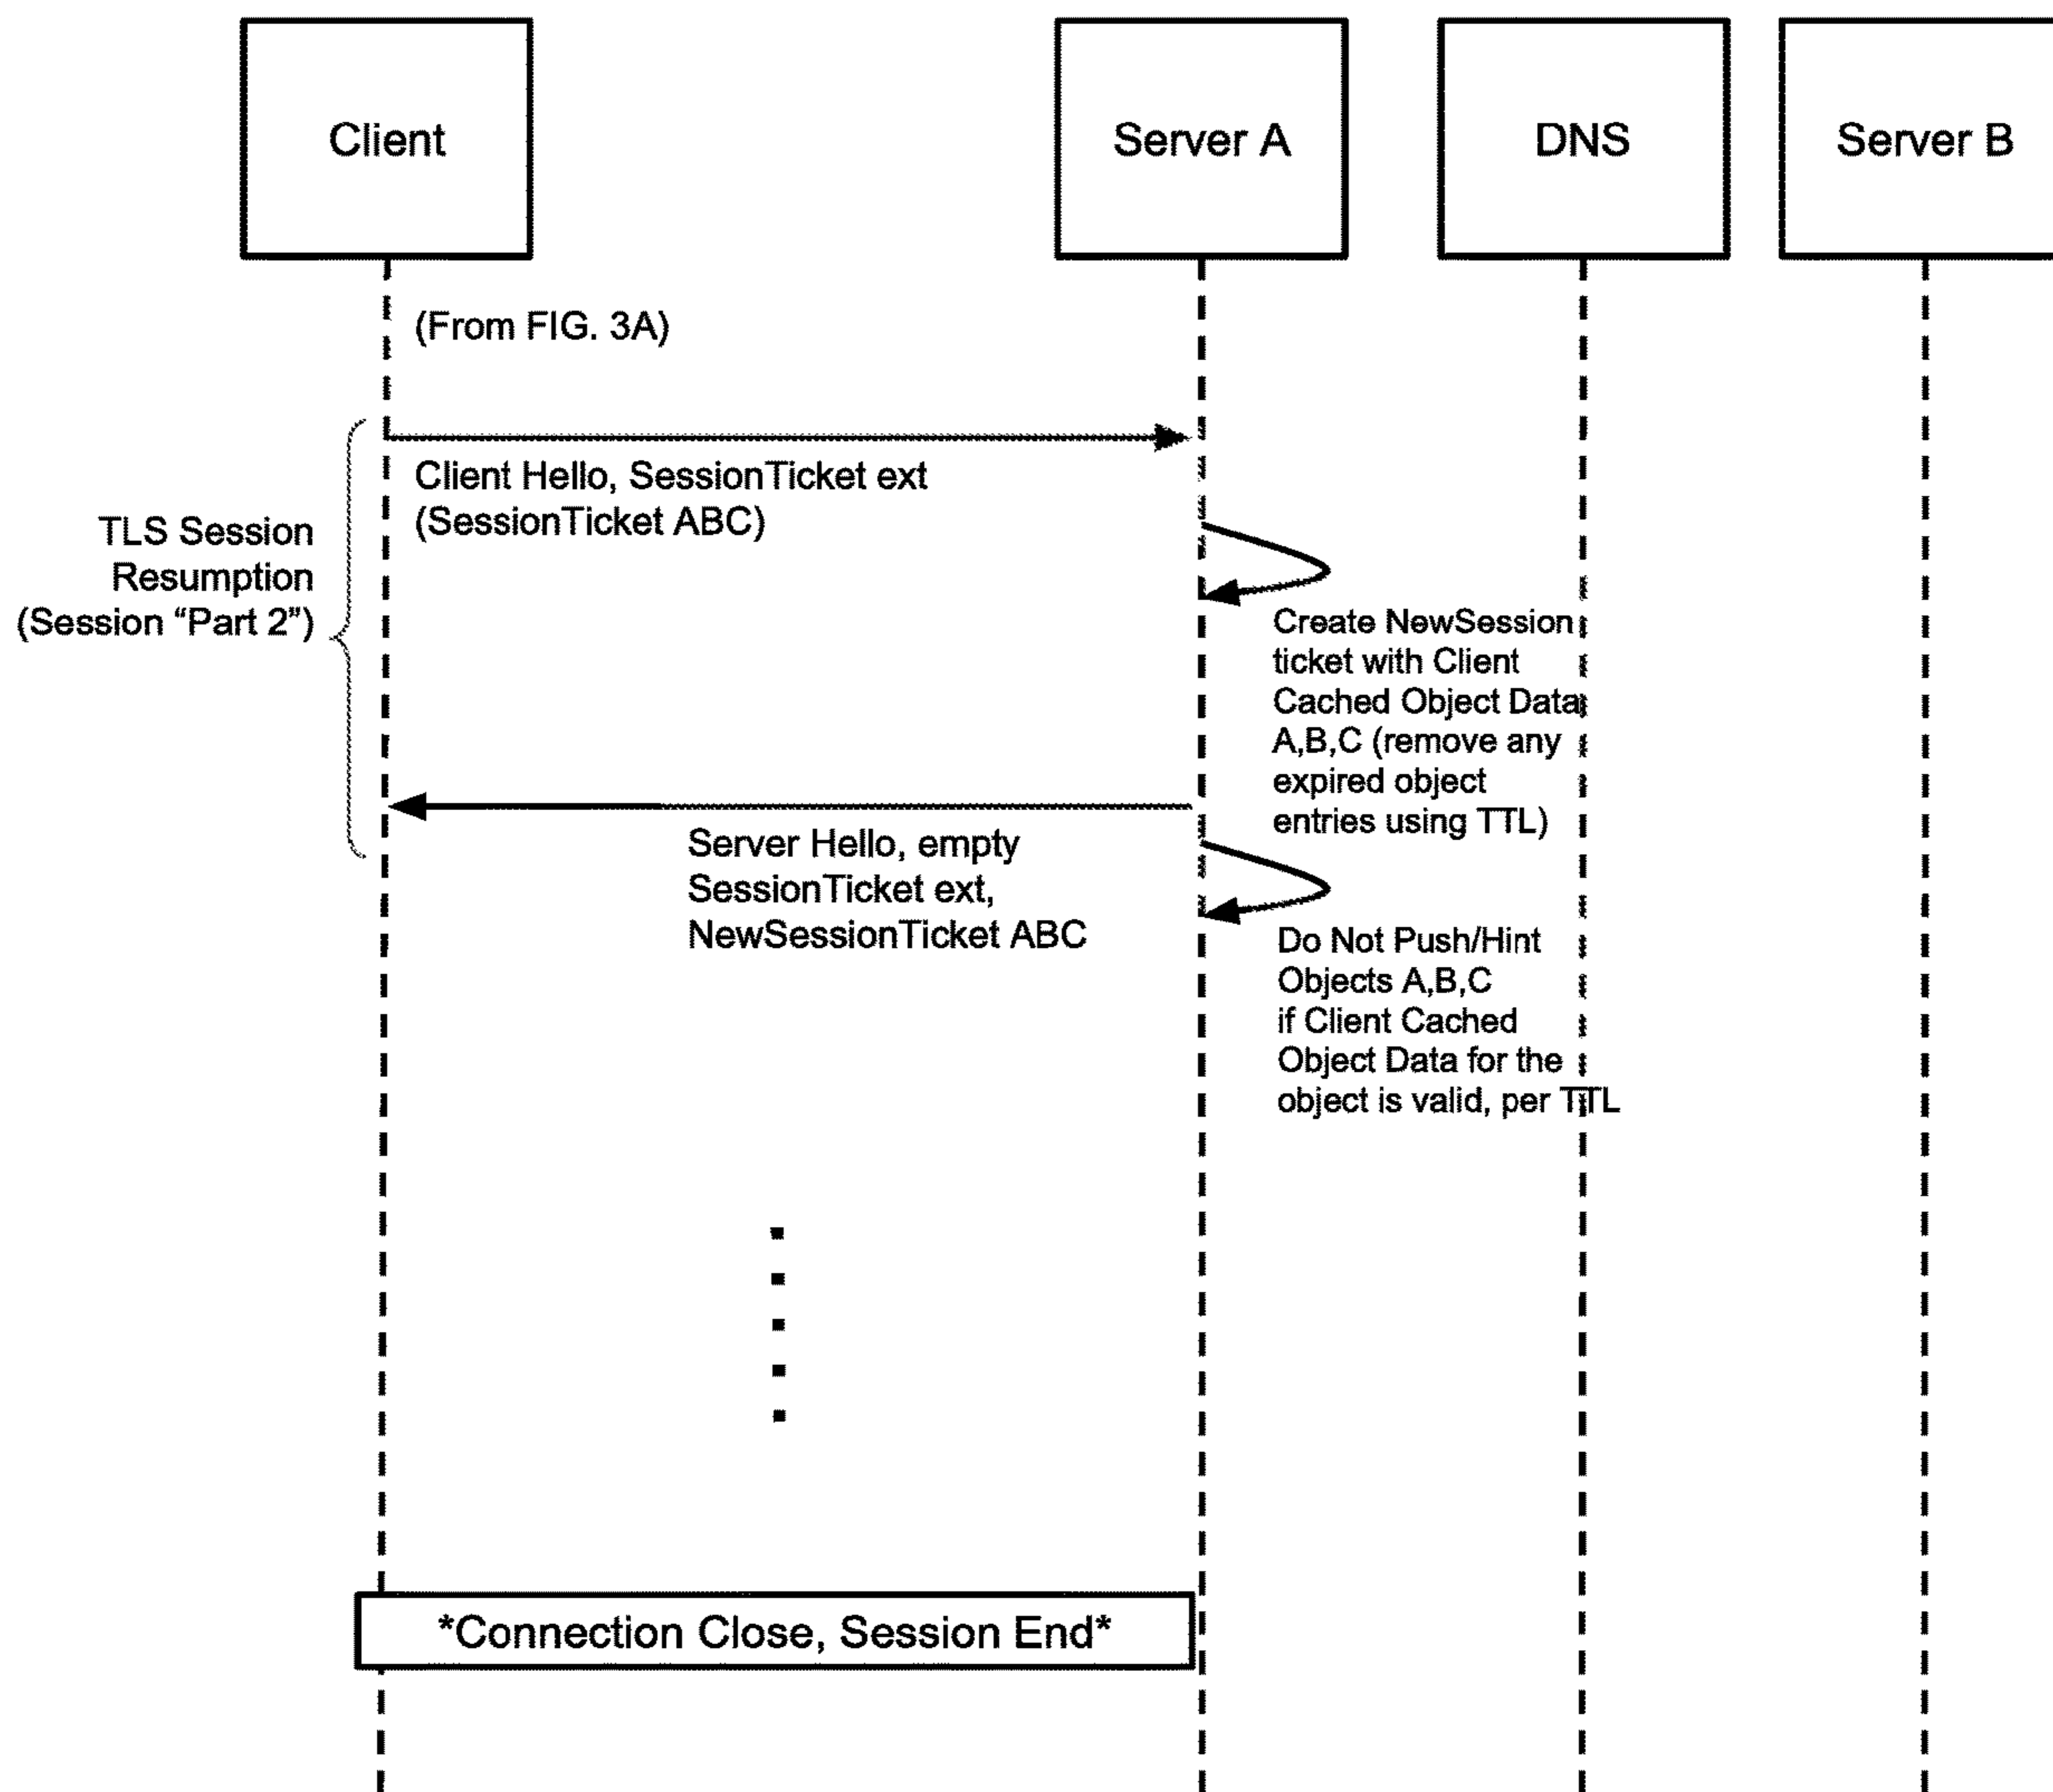 Client
Server A
DNS
Server B
(From FIG. 3A)
Client Hello, SessionTicket ext
(SessionTicket ABC)
TLS Session
Resumption
(Session “Part 2”)
Create NewSession
ticket with Client
Cached Object Data
A,B,C (remove any
expired object
entries using TTL)
Server Hello, empty
SessionTicket ext,
NewSessionTicket ABC
Do Not Push/Hint
Objects A,B,C
if Client Cached
Object Data for the
object is valid, per TTL
*Connection Close, Session End*